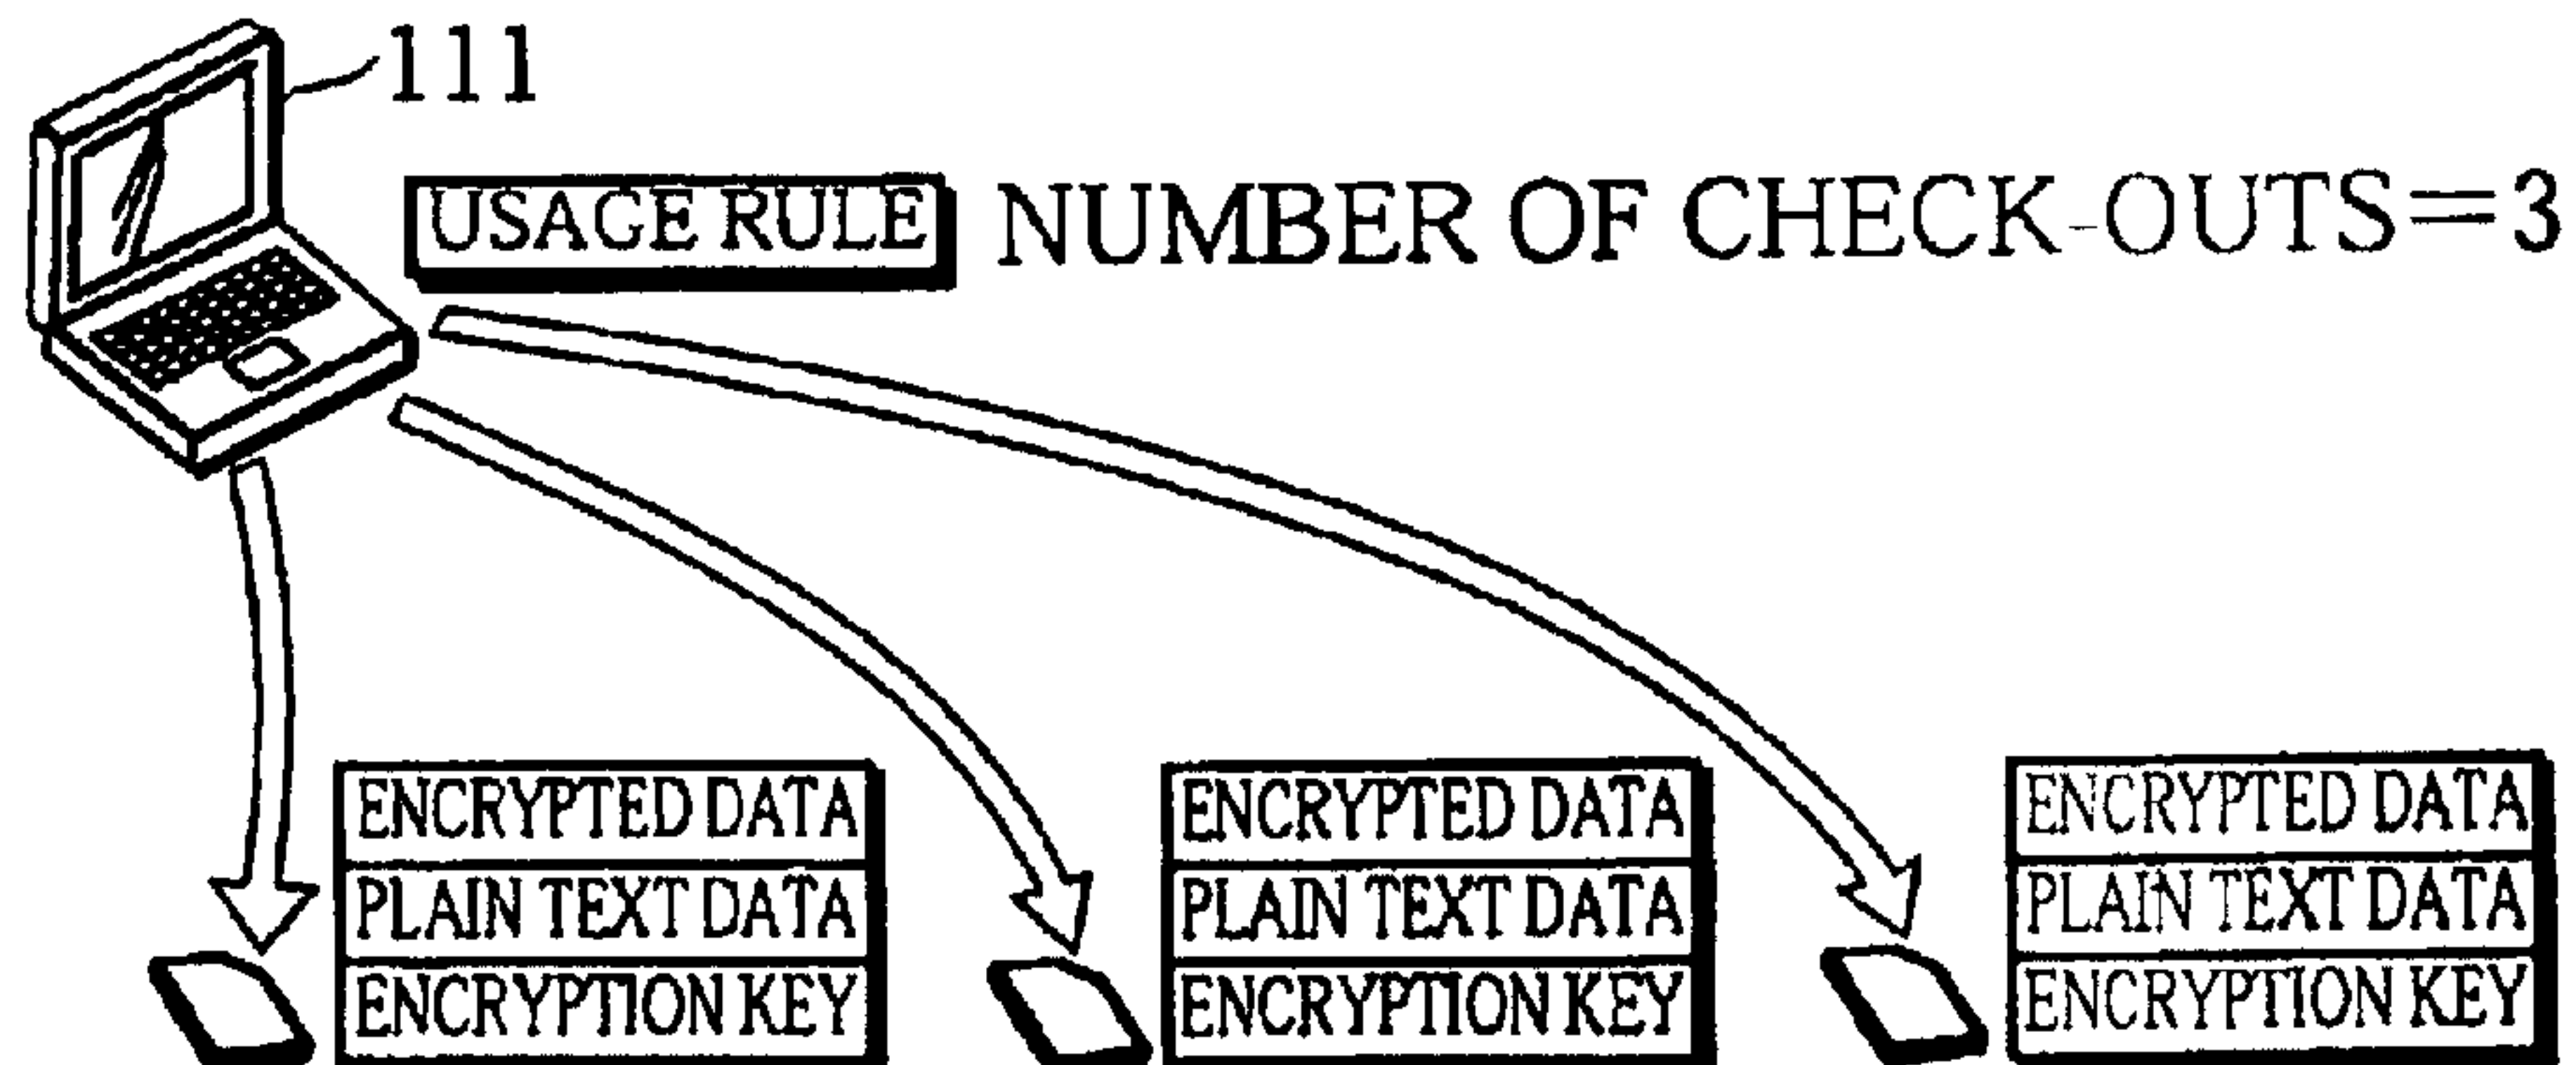 111
USAGE RULE NUMBER OF CHECK-OUTS=3
ENCRYPTED DATA
PLAIN TEXT DATA
ENCRYPTION KEY
ENCRYPTED DATA
PLAIN TEXT DATA
ENCRYPTION KEY
ENCRYPTED DATA
PLAIN TEXT DATA
ENCRYPTION KEY